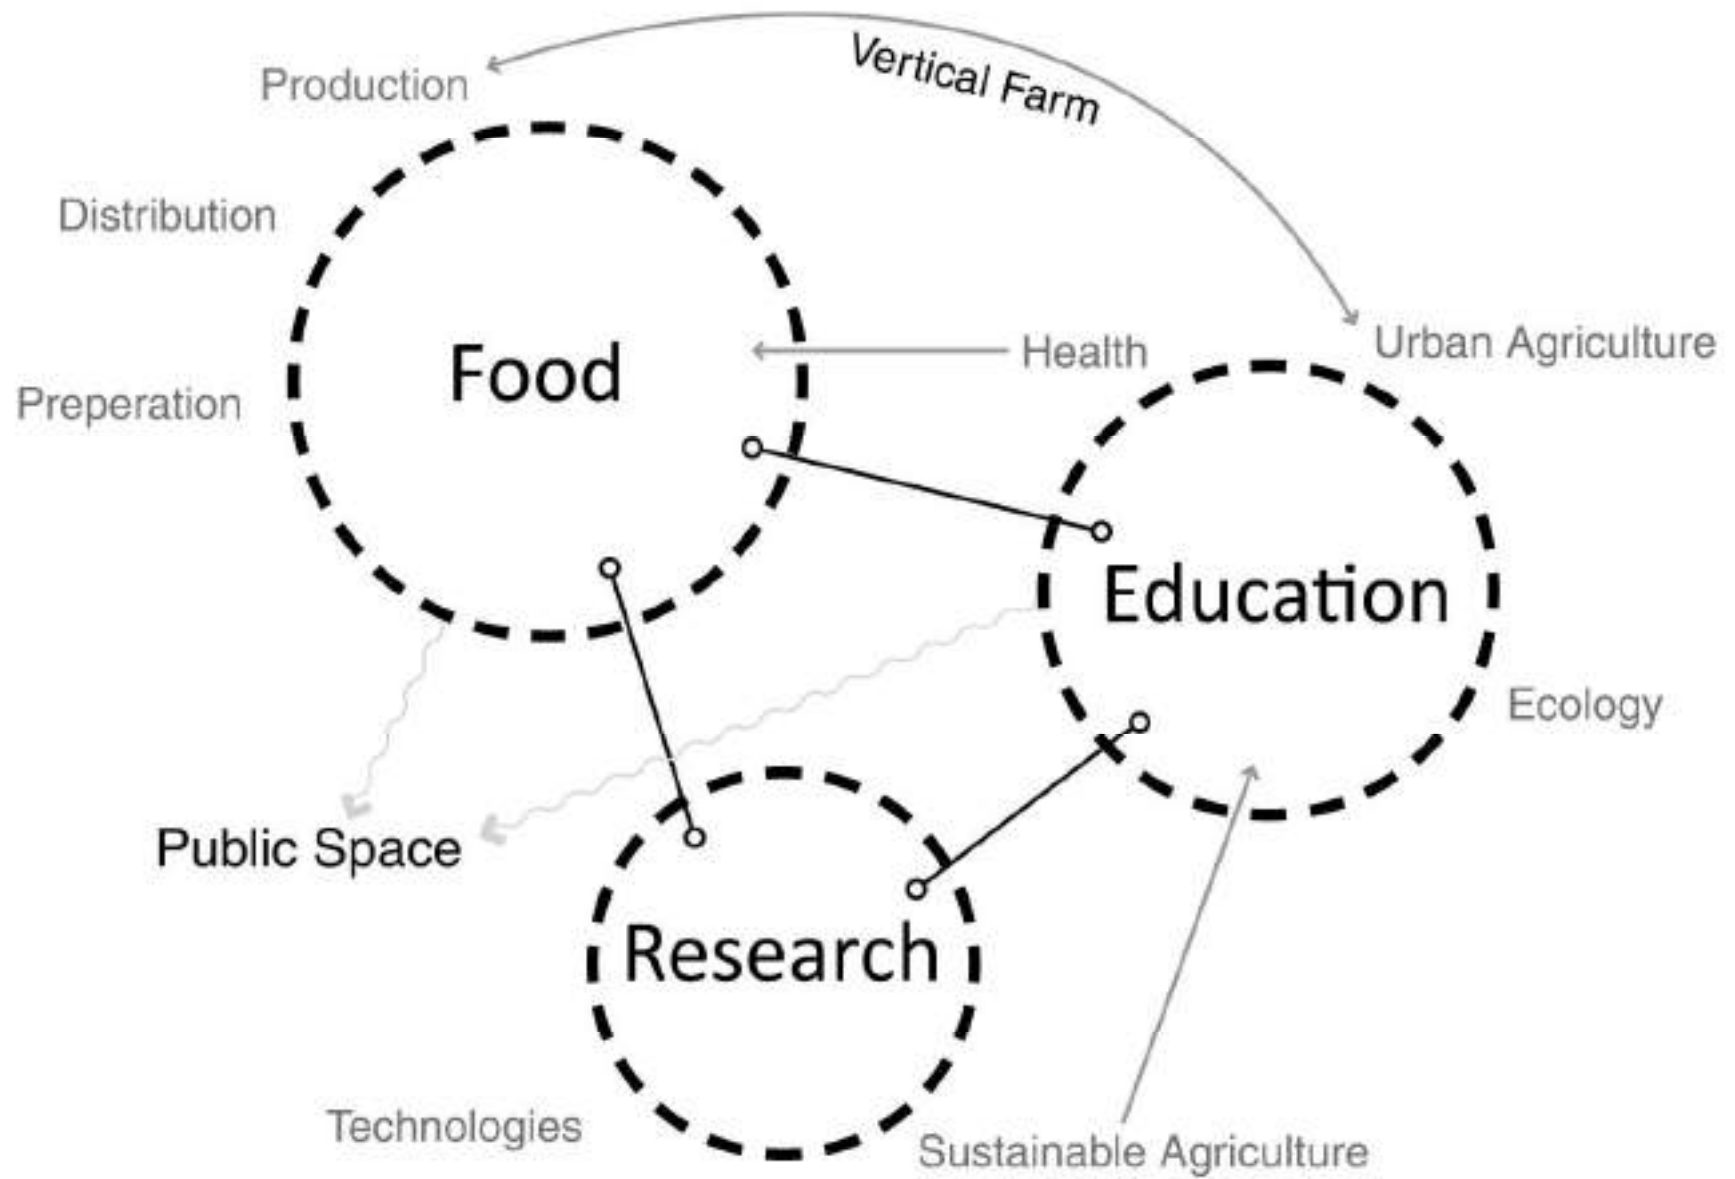 Production
Vertical Farm
Distribution
Food
Health
Urban Agriculture
Preperation
Education
Ecology
Public Space
Research
Technologies
Sustainable Agriculture